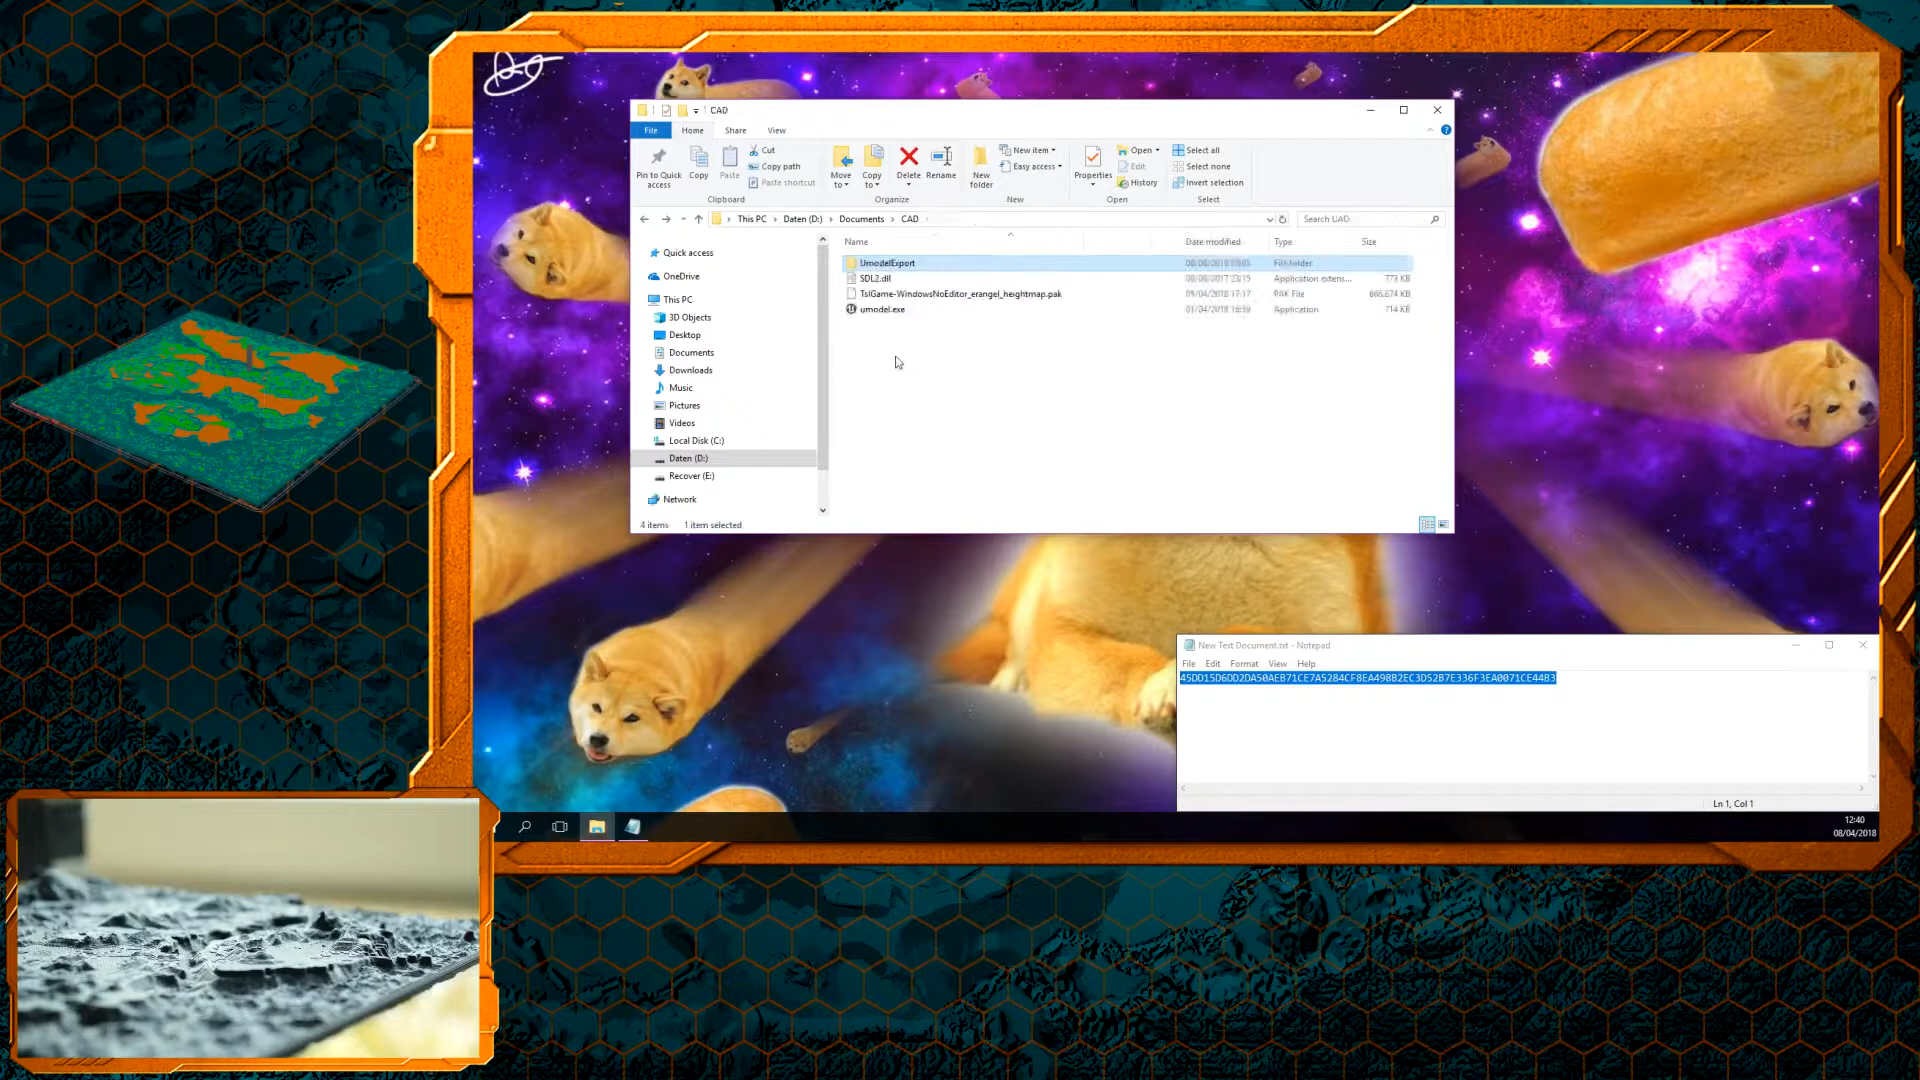 CAD
File Home Share View
Pin to Quick access
Copy
Paste
Cut
Copy path
Paste shortcut
Move to
Copy to
Delete
Rename
New folder
New item
Easy access
Properties
Open
Edit
History
Select all
Select none
Invert selection
Clipboard Organize New Open Select
This PC Daten (D:) Documents CAD
Search CAD
Name Date modified Type Size
Quick access
OneDrive
This PC
3D Objects
Desktop
Documents
Downloads
Music
Pictures
Videos
Local Disk (C:)
Daten (D:)
Recover (E:)
Network
UmodelExport File folder
SDL2.dll Application extens... 773 KB
TslGame-WindowsNoEditor_erangel_heightmap.pak PAK File
umodel.exe Application 714 KB
4 items 1 item selected
New Text Document.txt - Notepad
File Edit Format View Help
45DD15D6DD2DA50AEB71CE7A5284CF8EA498B2EC3D52B7E336F3EA0071CE44B3
Ln 1, Col 1
12:40
08/04/2018